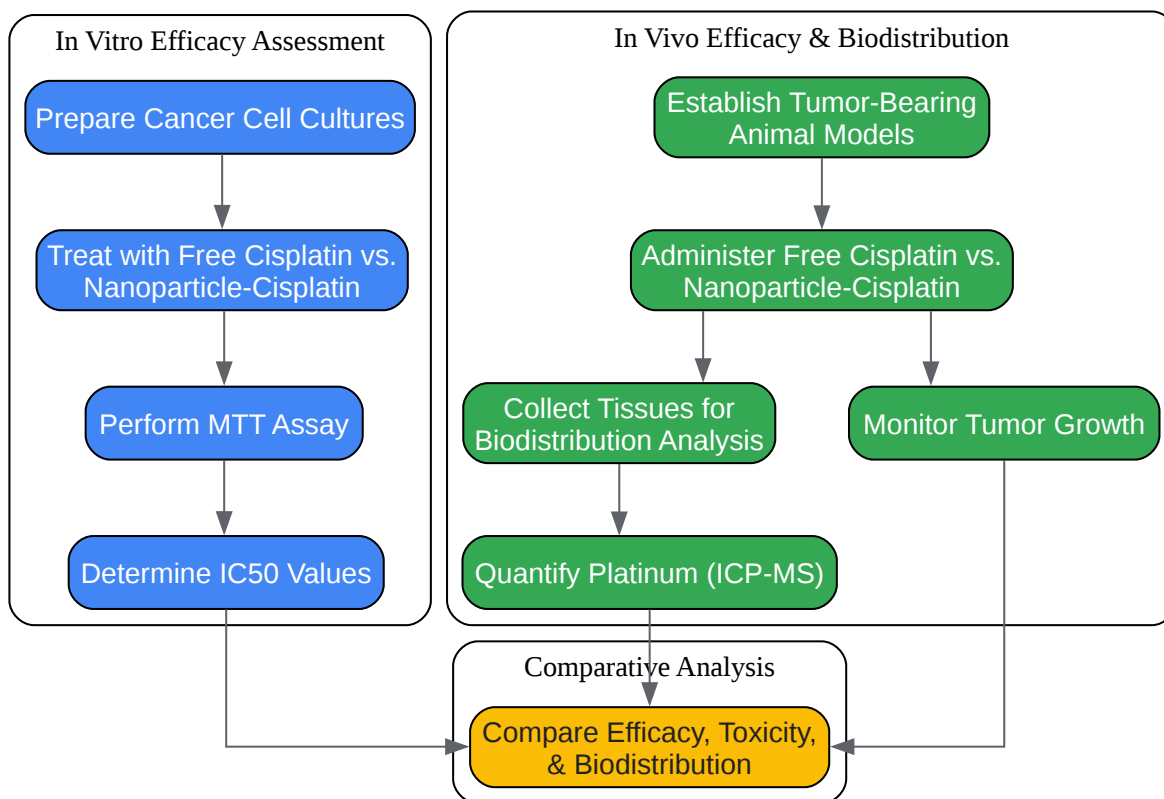 In Vitro Efficacy Assessment
Prepare Cancer Cell Cultures
Treat with Free Cisplatin vs.
Nanoparticle-Cisplatin
Perform MTT Assay
Determine IC50 Values
In Vivo Efficacy & Biodistribution
Establish Tumor-Bearing
Animal Models
Administer Free Cisplatin vs.
Nanoparticle-Cisplatin
Collect Tissues for
Biodistribution Analysis
Monitor Tumor Growth
Quantify Platinum (ICP-MS)
Comparative Analysis
Compare Efficacy, Toxicity,
& Biodistribution